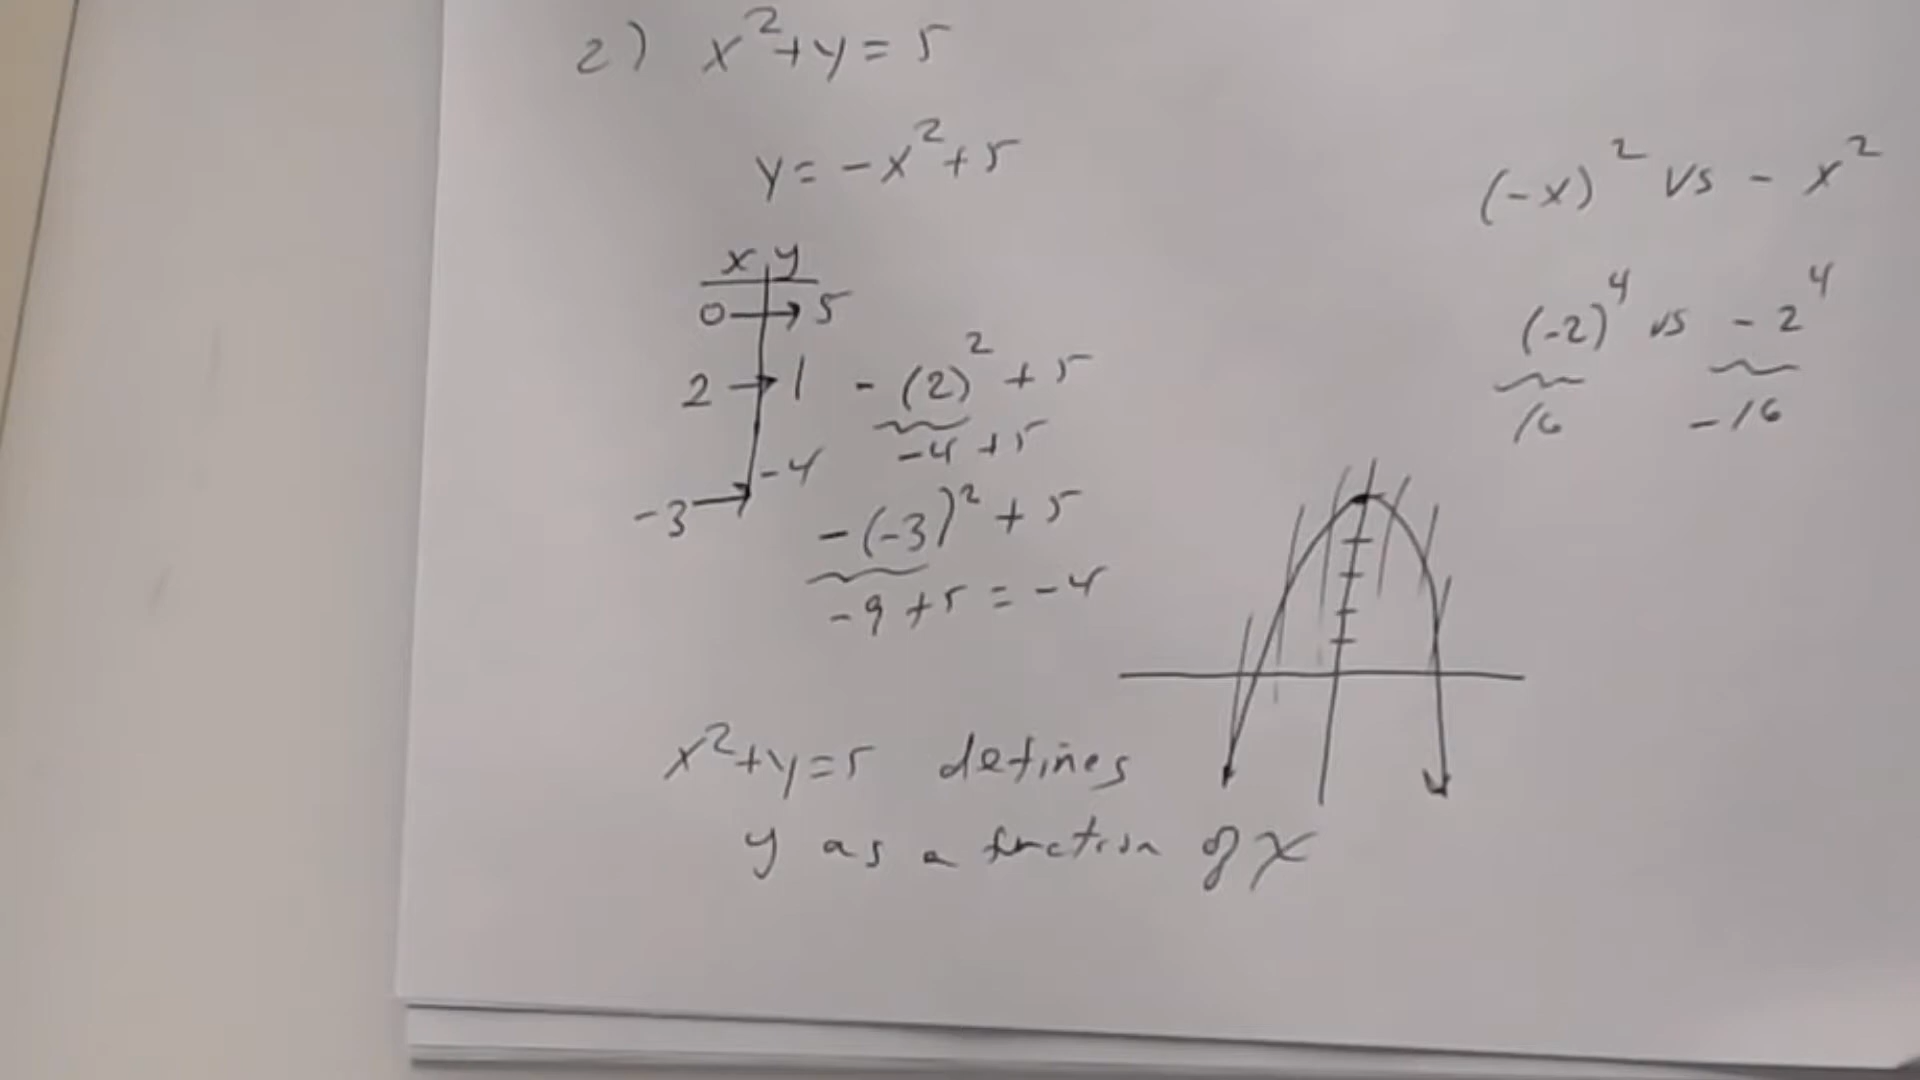 2) x²+y=5
y=-x²+5
x y
0→5
2→1 -(2)²+5
-4+5
-3→-4 -(-3)²+5
-9+5=-4
x²+y=5 defines
y as a function of x
(-x)² vs -x²
(-2)⁴ vs -2⁴
16 -16